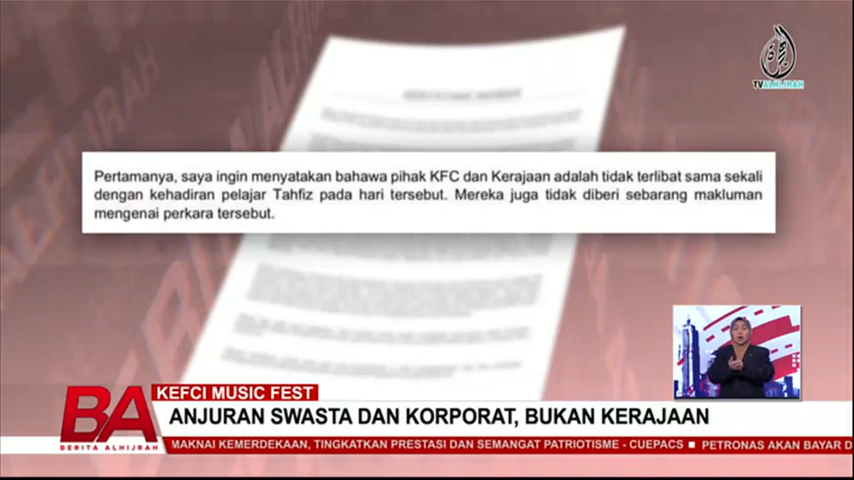 TV ALHIJRAH
Pertamanya, saya ingin menyatakan bahawa pihak KFC dan Kerajaan adalah tidak terlibat sama sekali
dengan kehadiran pelajar Tahfiz pada hari tersebut. Mereka juga tidak diberi sebarang makluman
mengenai perkara tersebut.
KEFCI MUSIC FEST
BA
ANJURAN SWASTA DAN KORPORAT, BUKAN KERAJAAN
BERITA ALHIJRAH
MAKNAI KEMERDEKAAN, TINGKATKAN PRESTASI DAN SEMANGAT PATRIOTISME - CUEPACS ■ PETRONAS AKAN BAYAR D